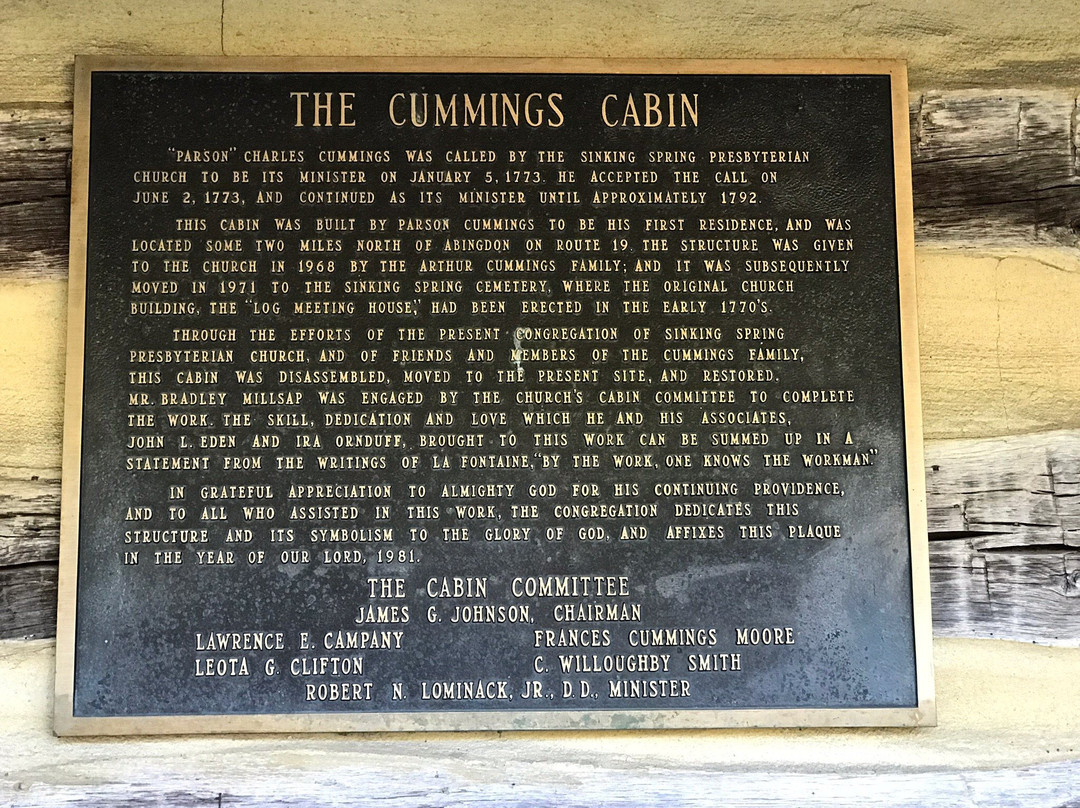 THE CUMMINGS CABIN
"PARSON" CHARLES CUMMINGS WAS CALLED BY THE SINKING SPRING PRESBYTERIAN
CHURCH TO BE ITS MINISTER ON JANUARY 5, 1773. HE ACCEPTED THE CALL ON
JUNE 2, 1773, AND CONTINUED AS ITS MINISTER UNTIL APPROXIMATELY 1792.
THIS CABIN WAS BUILT BY PARSON CUMMINGS TO BE HIS FIRST RESIDENCE, AND WAS
LOCATED SOME TWO MILES NORTH OF ABINGDON ON ROUTE 19. THE STRUCTURE WAS GIVEN
TO THE CHURCH IN 1968 BY THE ARTHUR CUMMINGS FAMILY; AND IT WAS SUBSEQUENTLY
MOVED IN 1971 TO THE SINKING SPRING CEMETERY, WHERE THE ORIGINAL CHURCH
BUILDING, THE "LOG MEETING HOUSE," HAD BEEN ERECTED IN THE EARLY 1770'S.
THROUGH THE EFFORTS OF THE PRESENT CONGREGATION OF SINKING SPRING
PRESBYTERIAN CHURCH, AND OF FRIENDS AND MEMBERS OF THE CUMMINGS FAMILY,
THIS CABIN WAS DISASSEMBLED, MOVED TO THE PRESENT SITE, AND RESTORED.
MR. BRADLEY MILLSAP WAS ENGAGED BY THE CHURCH'S CABIN COMMITTEE TO COMPLETE
THE WORK. THE SKILL, DEDICATION AND LOVE WHICH HE AND HIS ASSOCIATES,
JOHN L. EDEN AND IRA ORNDUFF, BROUGHT TO THIS WORK CAN BE SUMMED UP IN A
STATEMENT FROM THE WRITINGS OF LA FONTAINE, "BY THE WORK, ONE KNOWS THE WORKMAN."
IN GRATEFUL APPRECIATION TO ALMIGHTY GOD FOR HIS CONTINUING PROVIDENCE,
AND TO ALL WHO ASSISTED IN THIS WORK, THE CONGREGATION DEDICATES THIS
STRUCTURE AND ITS SYMBOLISM TO THE GLORY OF GOD, AND AFFIXES THIS PLAQUE
IN THE YEAR OF OUR LORD, 1981.
THE CABIN COMMITTEE
JAMES G. JOHNSON, CHAIRMAN
LAWRENCE E. CAMPANY FRANCES CUMMINGS MOORE
LEOTA G. CLIFTON C. WILLOUGHBY SMITH
ROBERT N. LOMINACK, JR., D.D., MINISTER